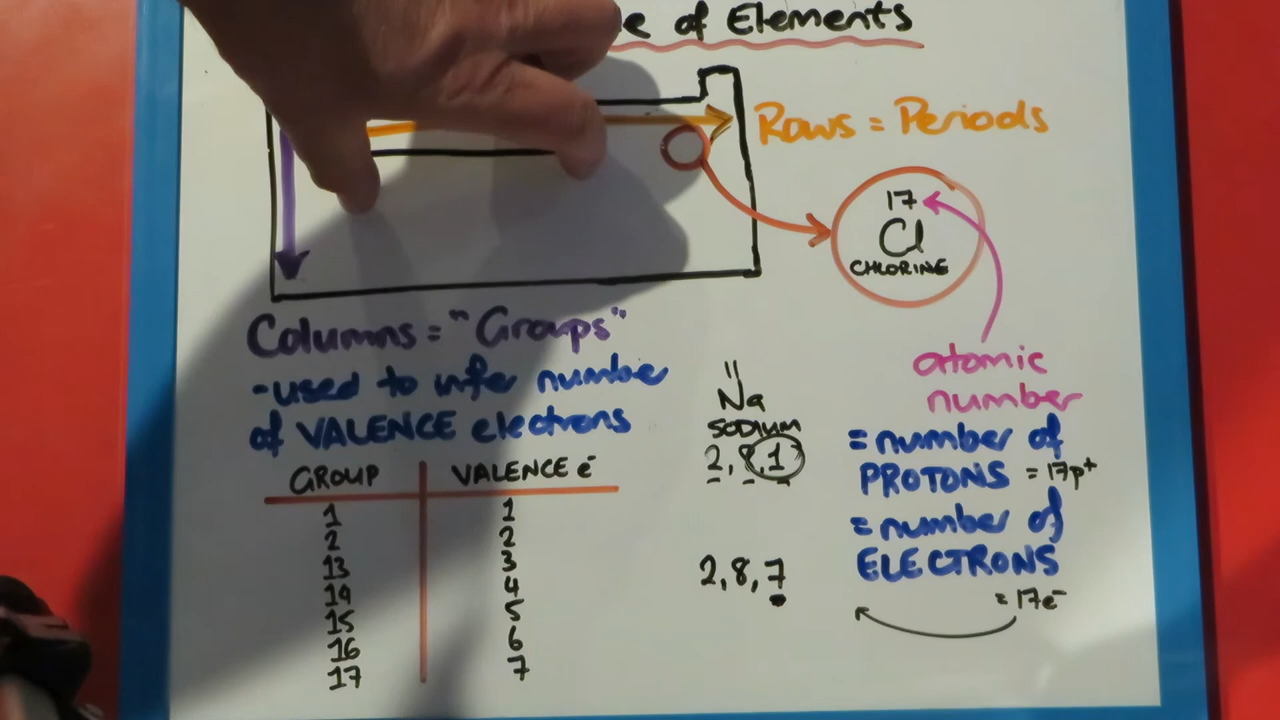 of Elements
Rows = Periods
17
Cl
CHLORINE
Columns = "Groups"
-used to infer number
of VALENCE electrons
GROUP VALENCE e⁻
1 1
2 2
13 3
14 4
15 5
16 6
17 7
11
Na
SODIUM
2,8,1
2,8,7
atomic
number
= number of
PROTONS = 17p⁺
= number of
ELECTRONS
= 17e⁻